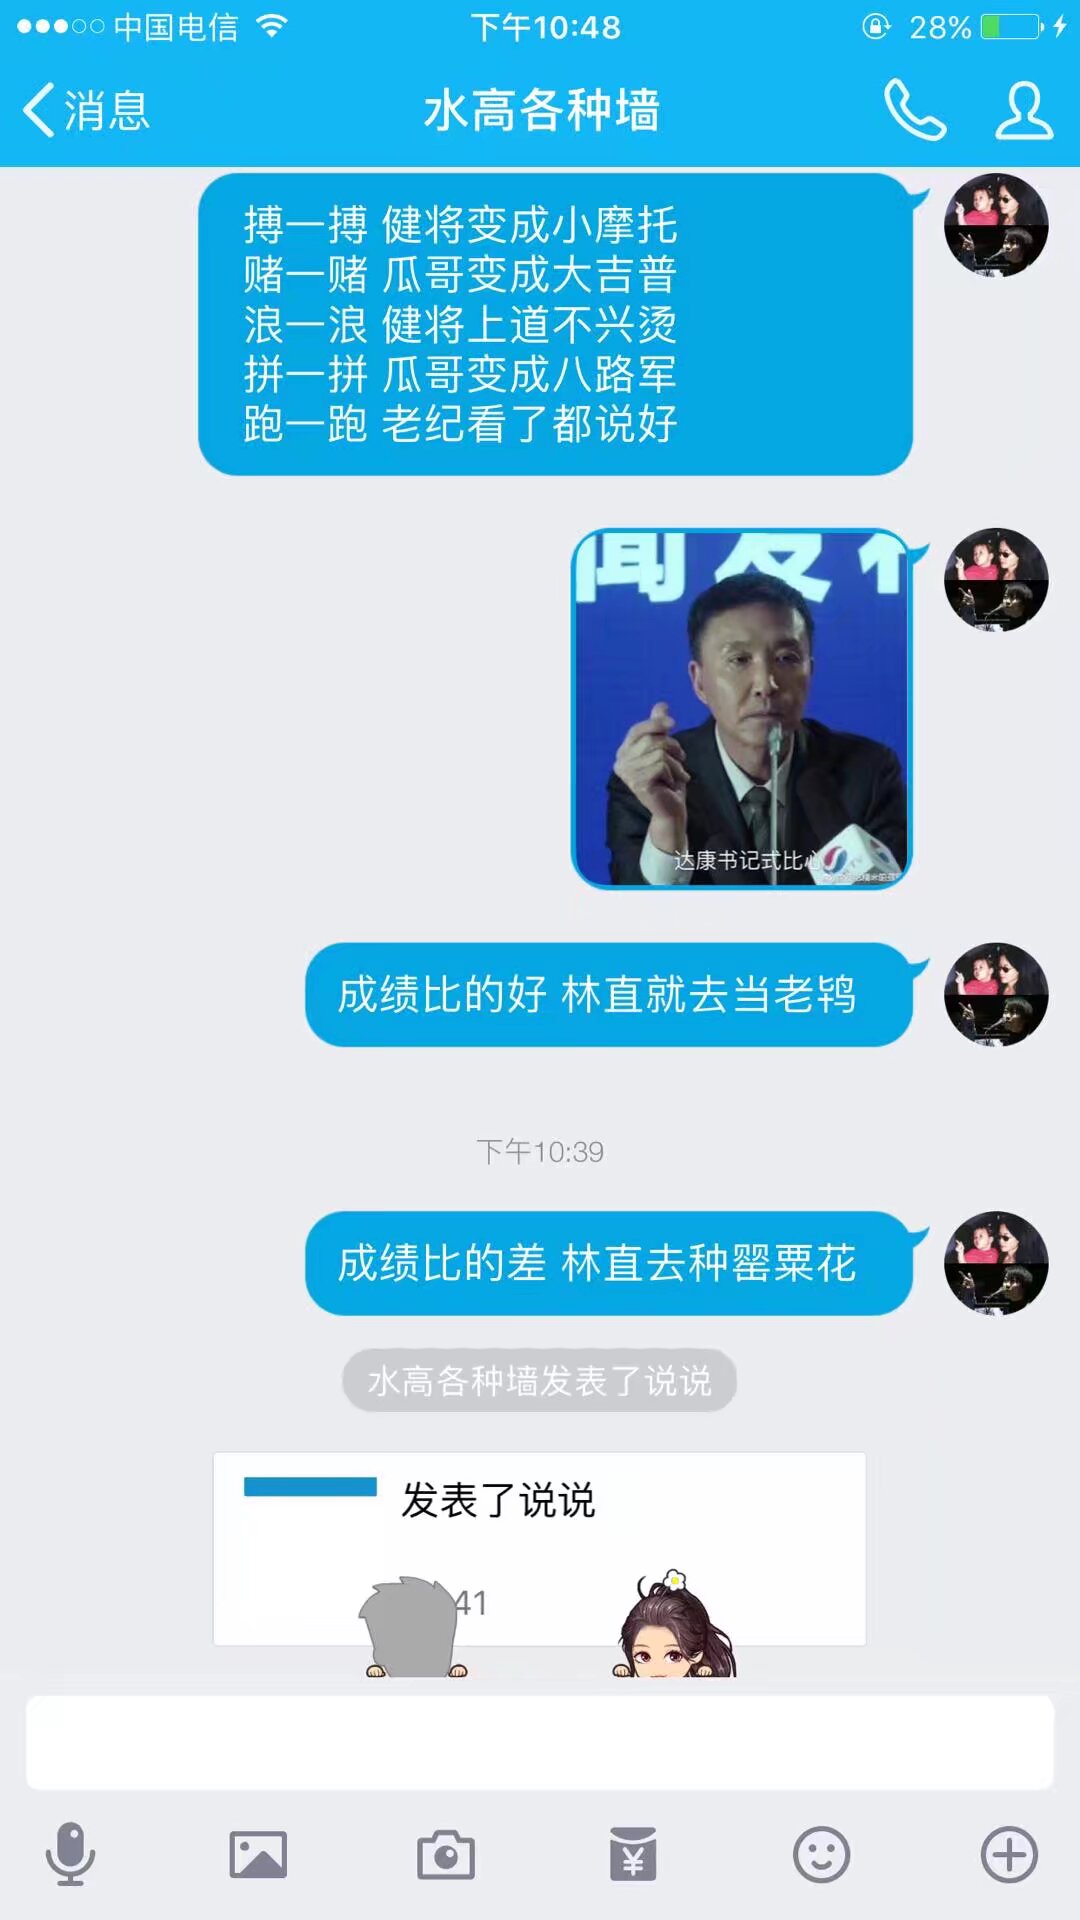 中国电信 下午10:48 28%
消息 水高各种墙
搏一搏 健将变成小摩托
赌一赌 瓜哥变成大吉普
浪一浪 健将上道不兴烫
拼一拼 瓜哥变成八路军
跑一跑 老纪看了都说好
闻发
达康书记式比心
成绩比的好 林直就去当老鸨
下午10:39
成绩比的差 林直去种罂粟花
水高各种墙发表了说说
发表了说说
41